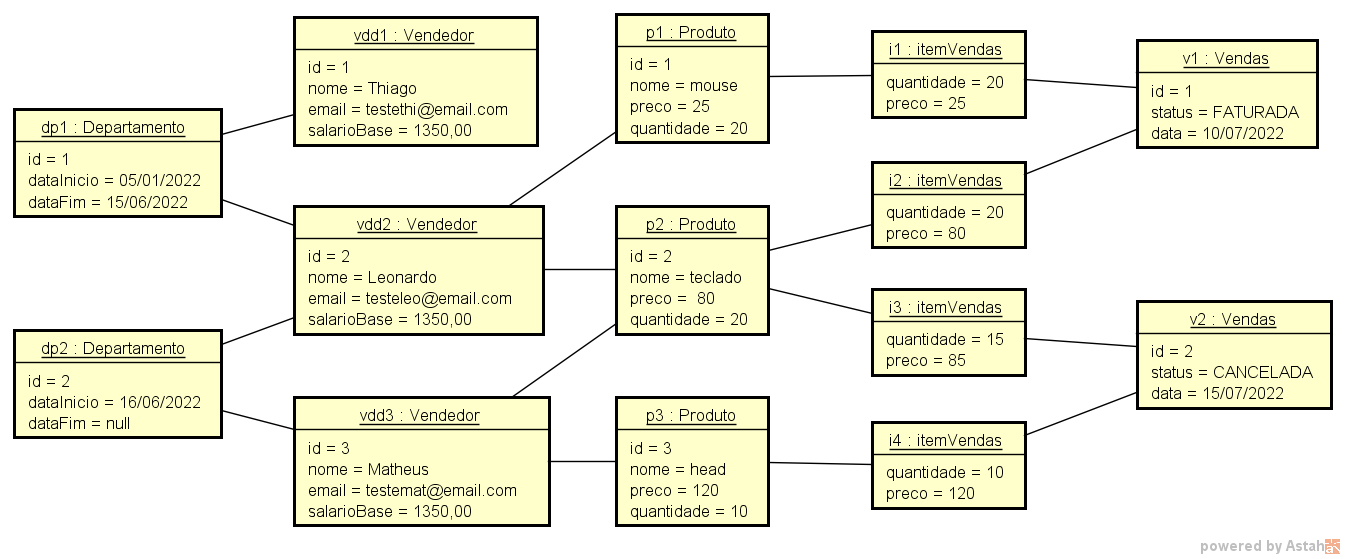 dp1 : Departamento
id = 1
dataInicio = 05/01/2022
dataFim = 15/06/2022
dp2 : Departamento
id = 2
dataInicio = 16/06/2022
dataFim = null
vdd1 : Vendedor
id = 1
nome = Thiago
email = testethi@email.com
salarioBase = 1350,00
vdd2 : Vendedor
id = 2
nome = Leonardo
email = testeleo@email.com
salarioBase = 1350,00
vdd3 : Vendedor
id = 3
nome = Matheus
email = testemat@email.com
salarioBase = 1350,00
p1 : Produto
id = 1
nome = mouse
preco = 25
quantidade = 20
p2 : Produto
id = 2
nome = teclado
preco =  80
quantidade = 20
p3 : Produto
id = 3
nome = head
preco = 120
quantidade = 10
i1 : itemVendas
quantidade = 20
preco = 25
i2 : itemVendas
quantidade = 20
preco = 80
i3 : itemVendas
quantidade = 15
preco = 85
i4 : itemVendas
quantidade = 10
preco = 120
v1 : Vendas
id = 1
status = FATURADA
data = 10/07/2022
v2 : Vendas
id = 2
status = CANCELADA
data = 15/07/2022
powered by Astah